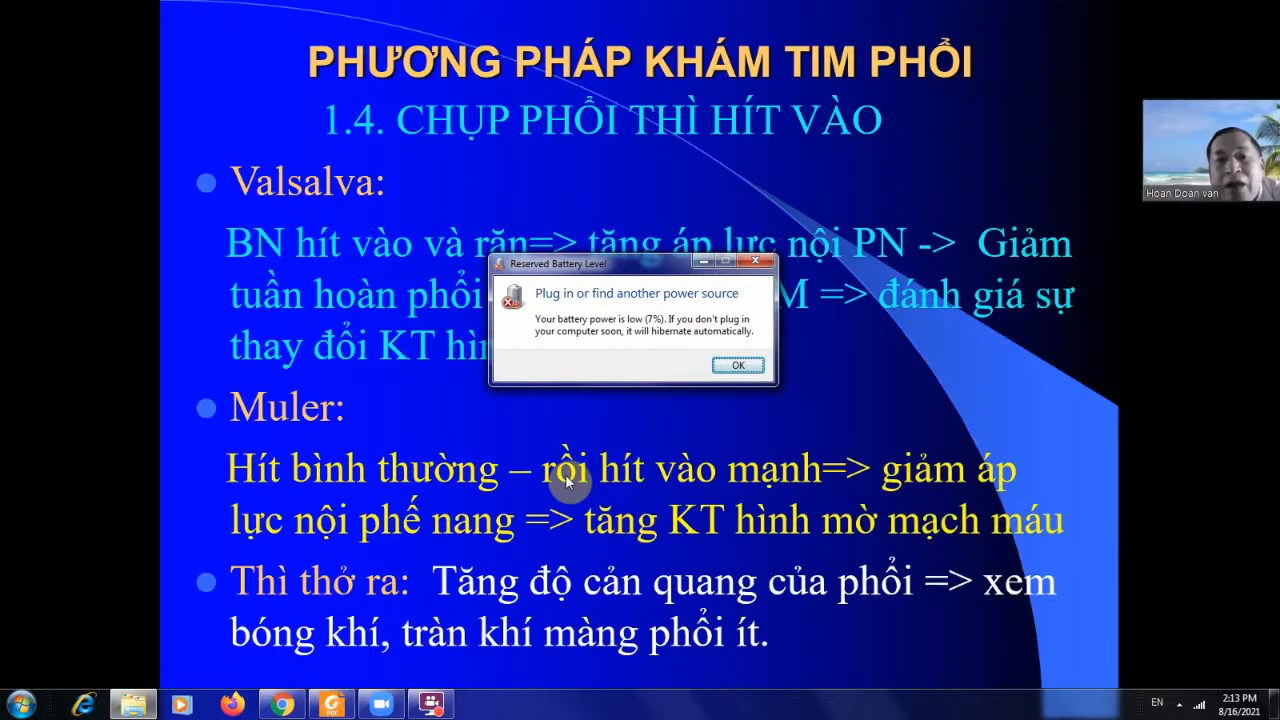 PHƯƠNG PHÁP KHÁM TIM PHỔI
1.4. CHỤP PHỔI THÌ HÍT VÀO
Valsalva:
BN hít vào và rặn=> tăng áp lực nội PN -> Giảm
tuần hoàn phổi M => đánh giá sự
thay đổi KT
Reserved Battery Level
Plug in or find another power source
Your battery power is low (7%). If you don't plug in
your computer soon, it will hibernate automatically.
OK
Muler:
Hít bình thường – rồi hít vào mạnh=> giảm áp
lực nội phế nang => tăng KT hình mờ mạch máu
Thì thở ra: Tăng độ cản quang của phổi => xem
bóng khí, tràn khí màng phổi ít.
Hoan Doan van
EN
2:13 PM
8/16/2021